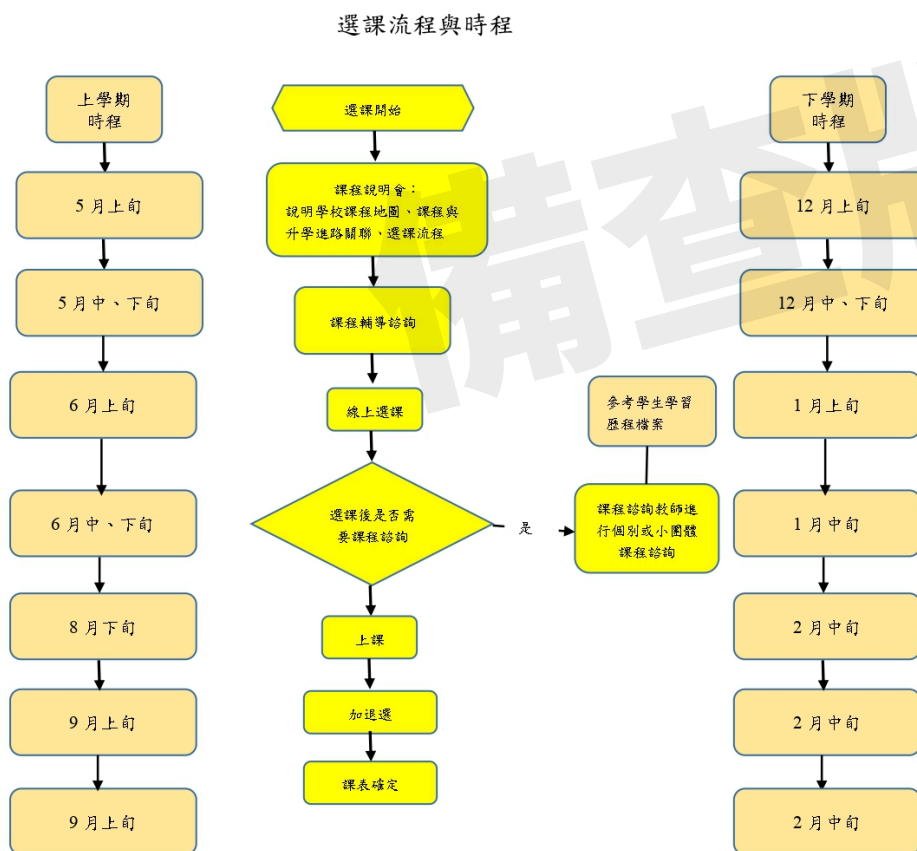 選課流程與時程
上學期
時程
選課開始
下學期
時程
課程說明會：
說明學校課程地圖、課程與
升學進路關聯、選課流程
5 月上旬
12 月上旬
5 月中、下旬
課程輔導諮詢
12 月中、下旬
6 月上旬
線上選課
參考學生學習
歷程檔案
1 月上旬
6 月中、下旬
選課後是否需
要課程諮詢
是
課程諮詢教師進
行個別或小團體
課程諮詢
1 月中旬
8 月下旬
上課
2 月中旬
9 月上旬
加退選
2 月中旬
課表確定
9 月上旬
2 月中旬
備查版